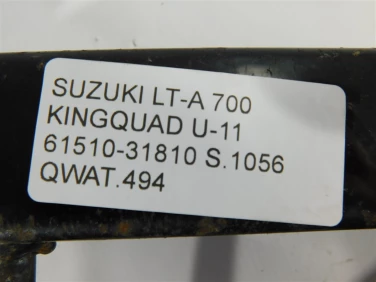 SUZUKI LT-A 700
KINGQUAD U-11
61510-31810 S.1056
QWAT.494